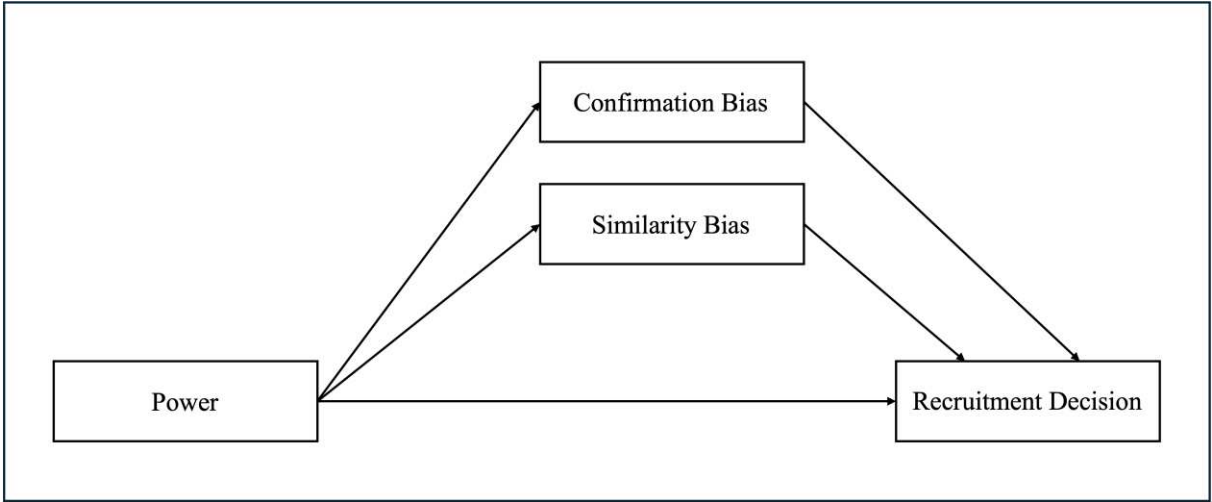 Confirmation Bias
Similarity Bias
Power
Recruitment Decision